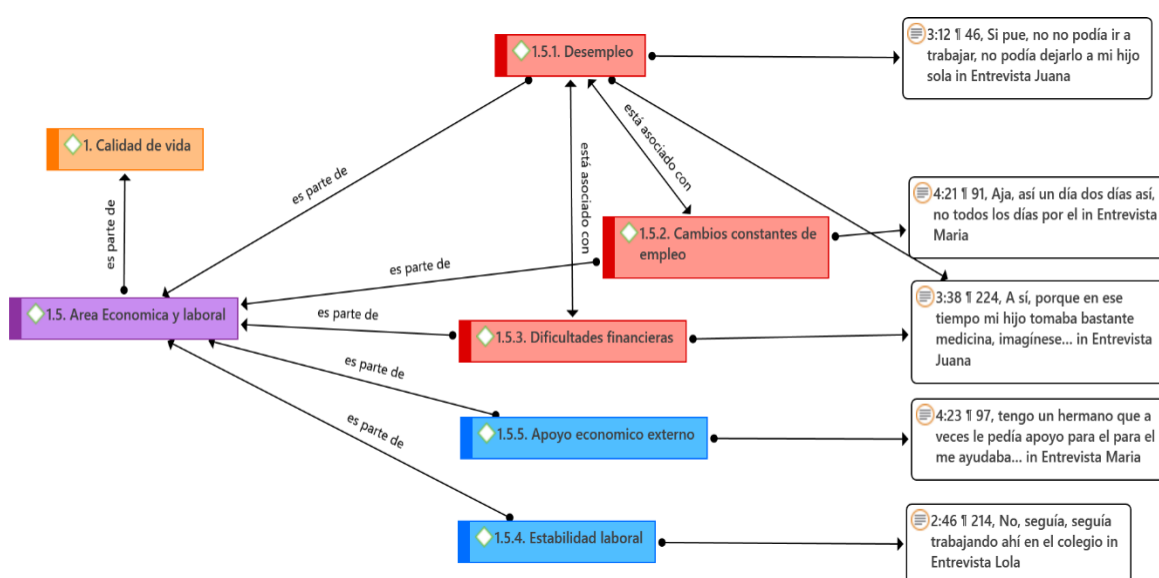 1.5.1. Desempleo
3:12 ¶ 46, Si pue, no no podía ir a
trabajar, no podía dejarlo a mi hijo
sola in Entrevista Juana
1. Calidad de vida
es parte de
es parte de
está asociado con
está asociado con
1.5.2. Cambios constantes de
empleo
4:21 ¶ 91, Aja, así un día dos días así,
no todos los días por el in Entrevista
Maria
es parte de
1.5. Area Economica y laboral
es parte de
1.5.3. Dificultades financieras
3:38 ¶ 224, A sí, porque en ese
tiempo mi hijo tomaba bastante
medicina, imagínese... in Entrevista
Juana
es parte de
1.5.5. Apoyo economico externo
4:23 ¶ 97, tengo un hermano que a
veces le pedía apoyo para el para el
me ayudaba... in Entrevista Maria
es parte de
1.5.4. Estabilidad laboral
2:46 ¶ 214, No, seguía, seguía
trabajando ahí en el colegio in
Entrevista Lola